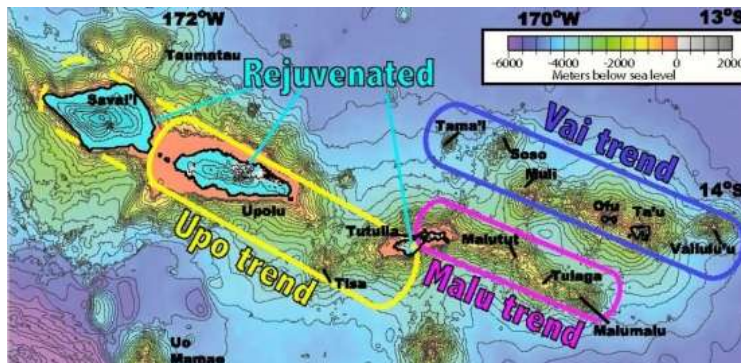 172°W
170°W
13°S
Taumatau
-6000
-4000
-2000
0
2000
Meters below sea level
Rejuvenated
Savai'i
Tama'i
Soso
Vai trend
Muli
14°S
Ofu
Ta'u
Upolu
Tutuila
Malutut
Vailulu'u
Upo trend
Tisa
Malu trend
Tulaga
Malumalu
Uo
Mamae